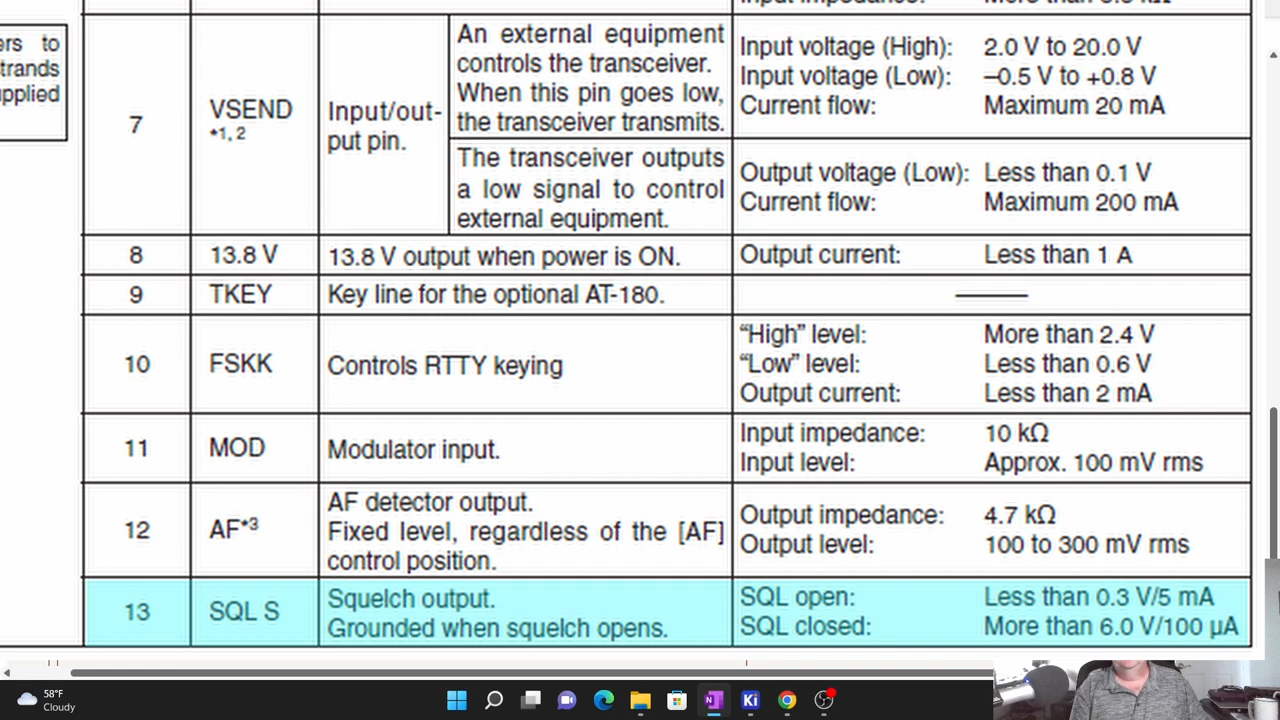 Input impedance: More than 3.3 kΩ
ers to
trands
upplied
7
VSEND
*1, 2
Input/out-
put pin.
An external equipment
controls the transceiver.
When this pin goes low,
the transceiver transmits.
Input voltage (High): 2.0 V to 20.0 V
Input voltage (Low): –0.5 V to +0.8 V
Current flow: Maximum 20 mA
The transceiver outputs
a low signal to control
external equipment.
Output voltage (Low): Less than 0.1 V
Current flow: Maximum 200 mA
8 13.8 V 13.8 V output when power is ON. Output current: Less than 1 A
9 TKEY Key line for the optional AT-180. ———
10 FSKK Controls RTTY keying
“High” level: More than 2.4 V
“Low” level: Less than 0.6 V
Output current: Less than 2 mA
11 MOD Modulator input.
Input impedance: 10 kΩ
Input level: Approx. 100 mV rms
12 AF*3
AF detector output.
Fixed level, regardless of the [AF]
control position.
Output impedance: 4.7 kΩ
Output level: 100 to 300 mV rms
13 SQL S
Squelch output.
Grounded when squelch opens.
SQL open: Less than 0.3 V/5 mA
SQL closed: More than 6.0 V/100 μA
58°F
Cloudy
N
Ki